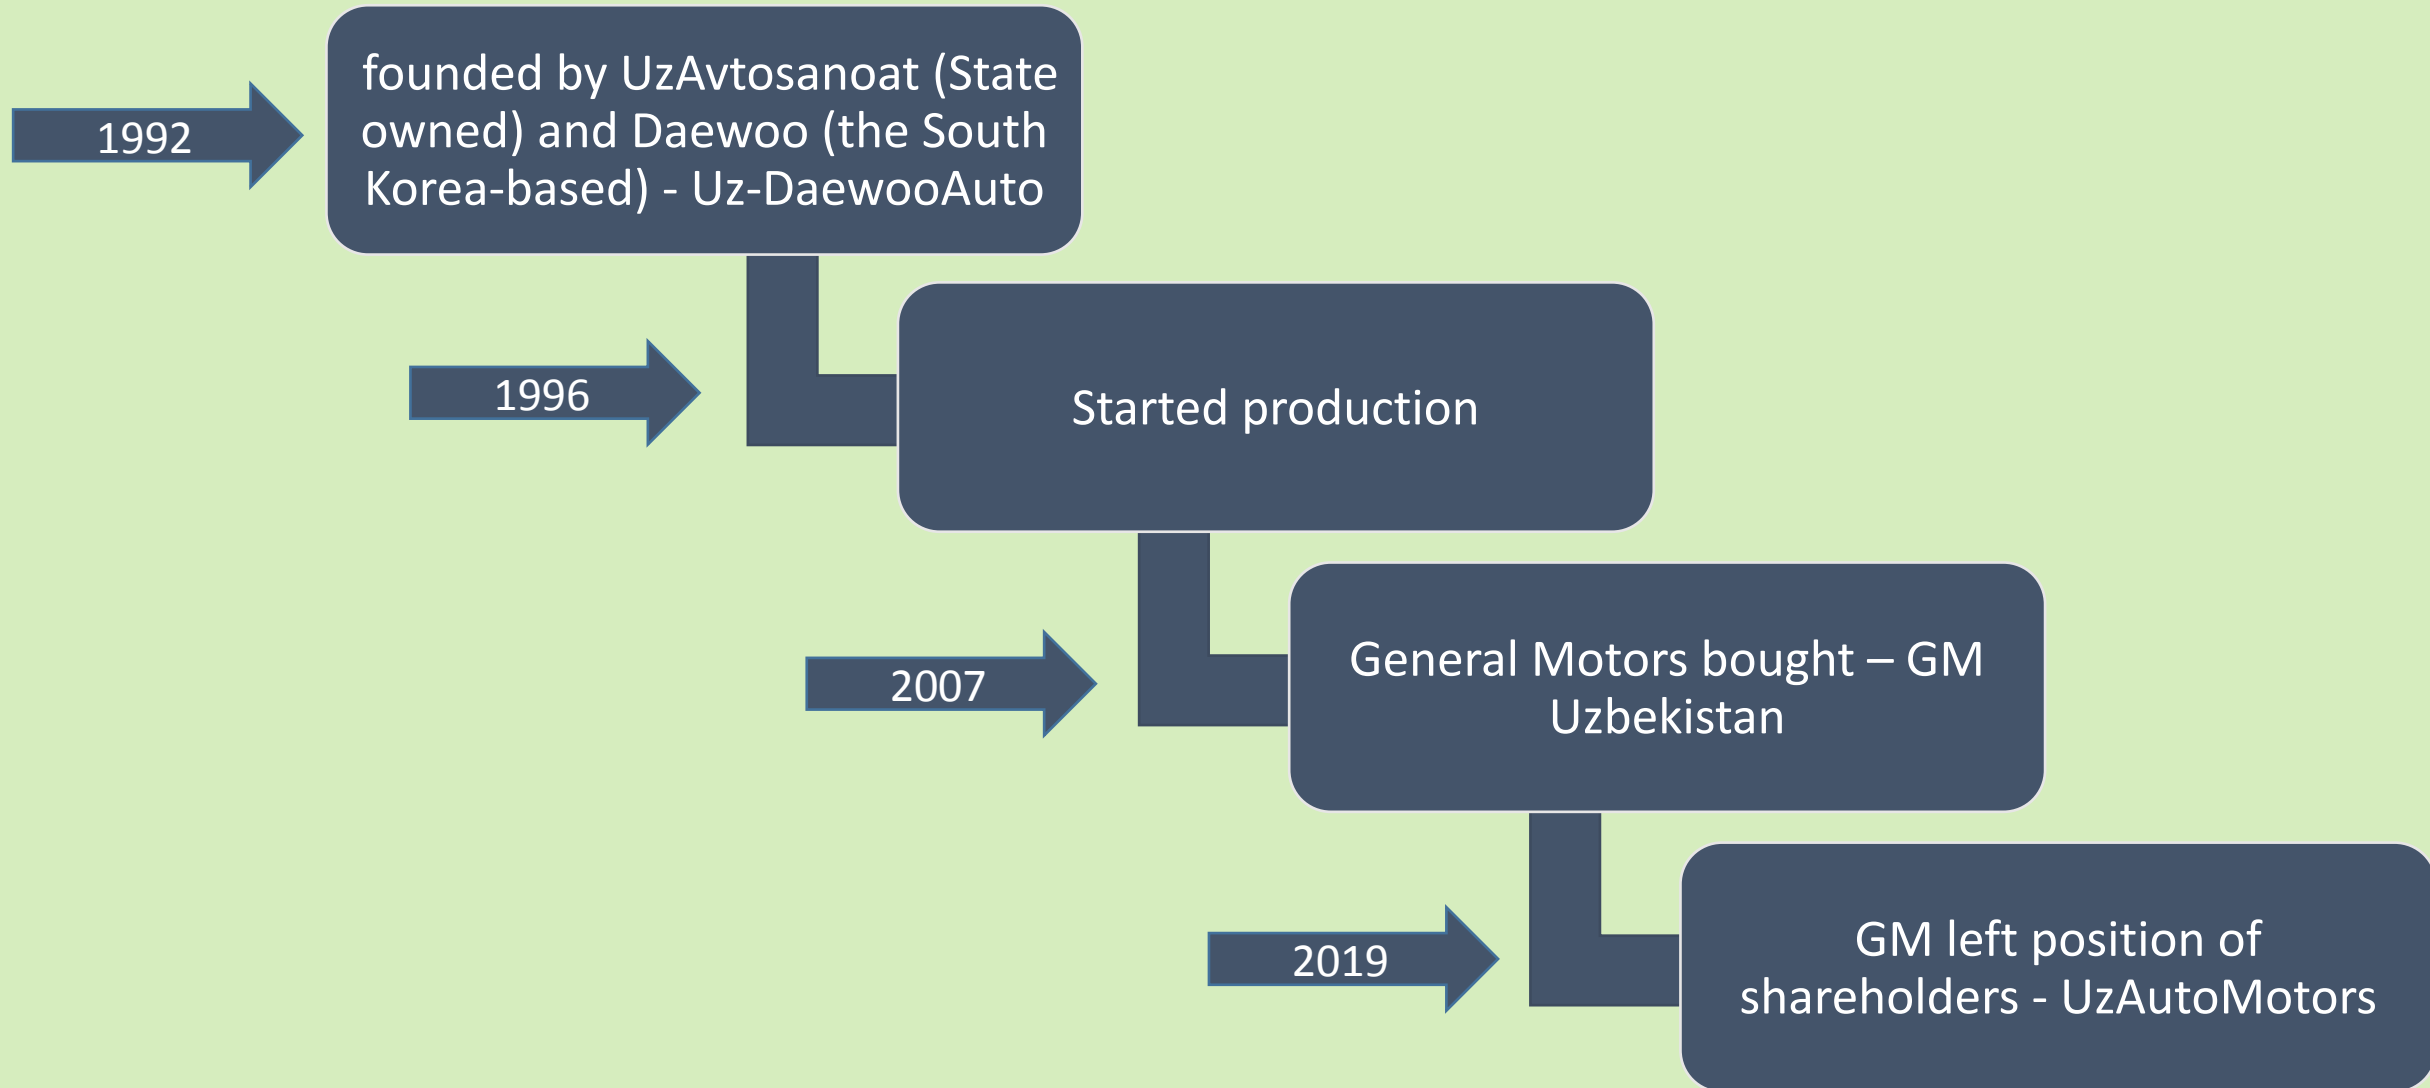 1992
founded by UzAvtosanoat (State
owned) and Daewoo (the South
Korea-based) - Uz-DaewooAuto
1996
Started production
2007
General Motors bought – GM
Uzbekistan
2019
GM left position of
shareholders - UzAutoMotors